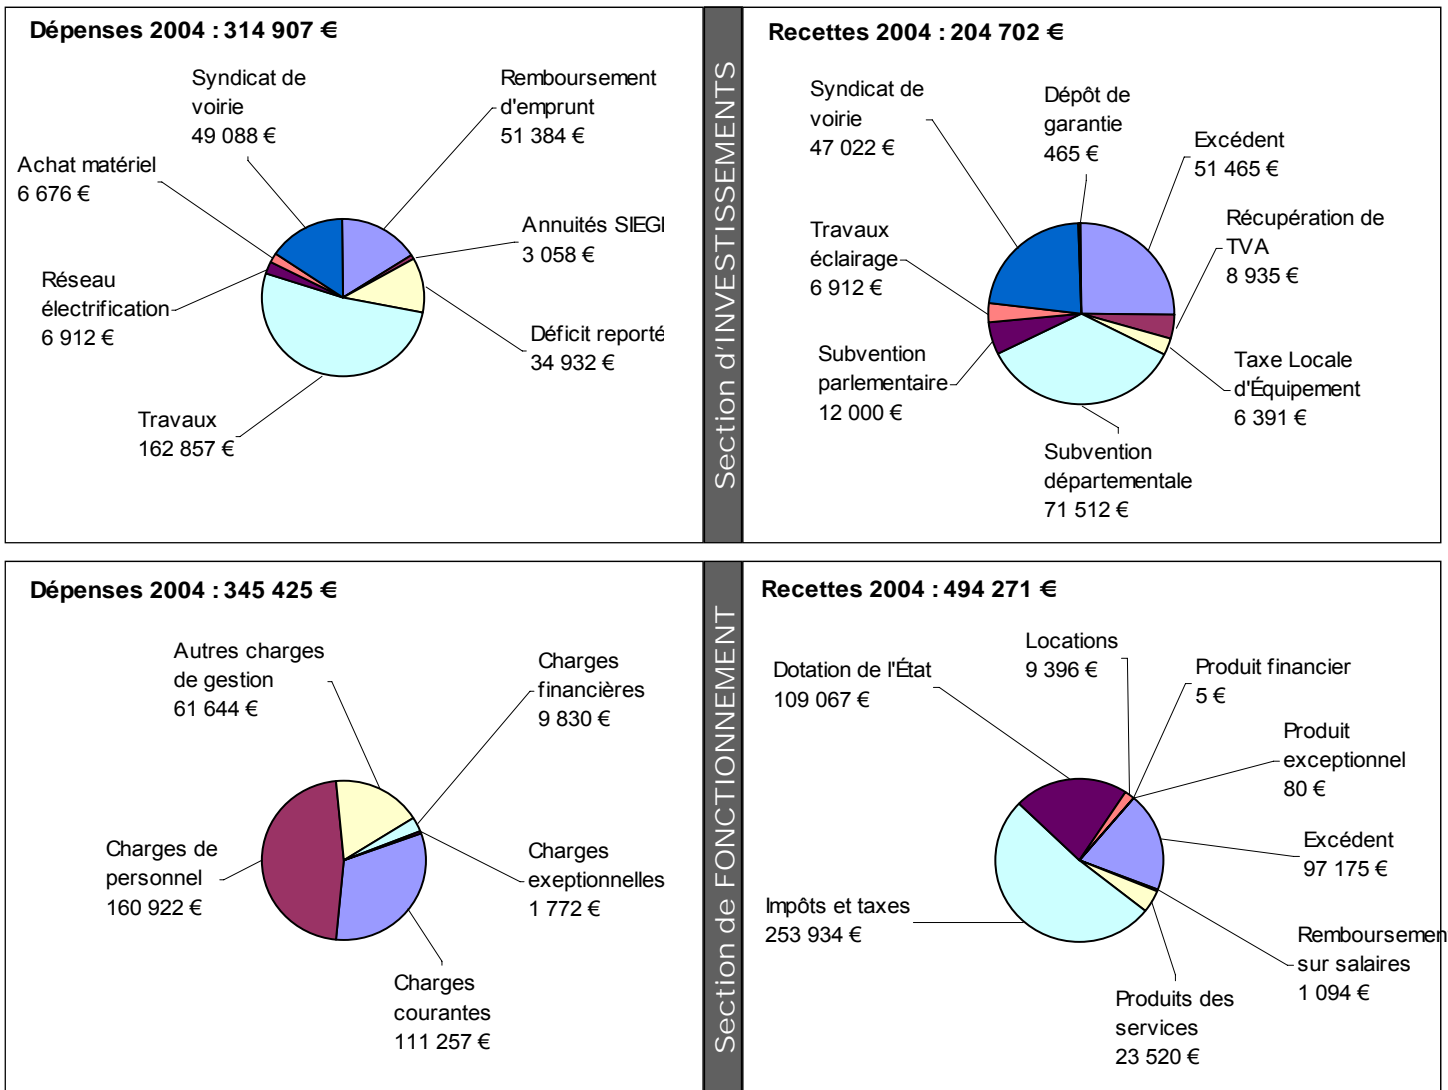 Dépenses 2004 : 314 907 €
Syndicat de
voirie
49 088 €
Remboursement
d'emprunt
51 384 €
Achat matériel
6 676 €
Annuités SIEGE
3 058 €
Réseau
électrification
6 912 €
Déficit reporté
34 932 €
Travaux
162 857 €
Section d'INVESTISSEMENTS
Recettes 2004 : 204 702 €
Syndicat de
voirie
47 022 €
Dépôt de
garantie
465 €
Excédent
51 465 €
Travaux
éclairage
6 912 €
Récupération de
TVA
8 935 €
Subvention
parlementaire
12 000 €
Taxe Locale
d'Équipement
6 391 €
Subvention
départementale
71 512 €
Dépenses 2004 : 345 425 €
Autres charges
de gestion
61 644 €
Charges
financières
9 830 €
Charges de
personnel
160 922 €
Charges
exeptionnelles
1 772 €
Charges
courantes
111 257 €
Section de FONCTIONNEMENT
Recettes 2004 : 494 271 €
Locations
9 396 €
Dotation de l'État
109 067 €
Produit financier
5 €
Produit
exceptionnel
80 €
Excédent
97 175 €
Impôts et taxes
253 934 €
Remboursemen
sur salaires
1 094 €
Produits des
services
23 520 €